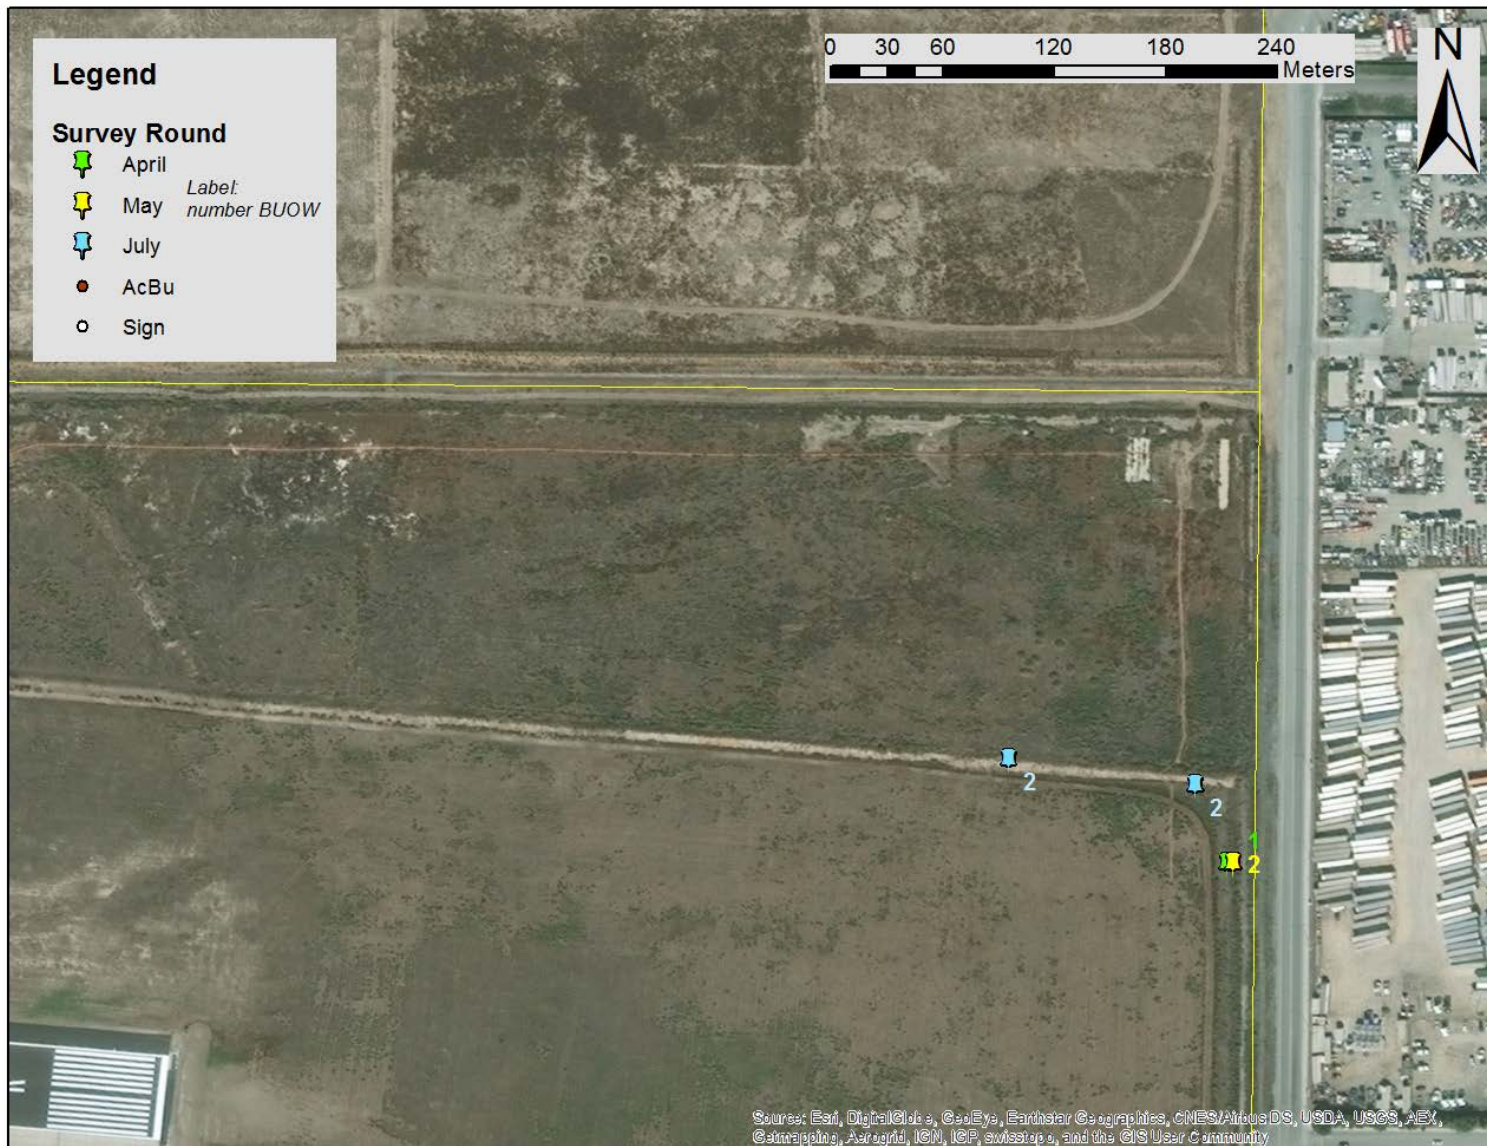 Legend
Survey Round
April
May
Label:
number BUOW
July
AcBu
Sign
0 30 60 120 180 240
Meters
N
2
2
1
2
Source: Esri, DigitalGlobe, GeoEye, Earthstar Geographics, CNES/Airbus DS, USDA, USGS, AEX,
Getmapping, Aerogrid, IGN, IGP, swisstopo, and the GIS User Community